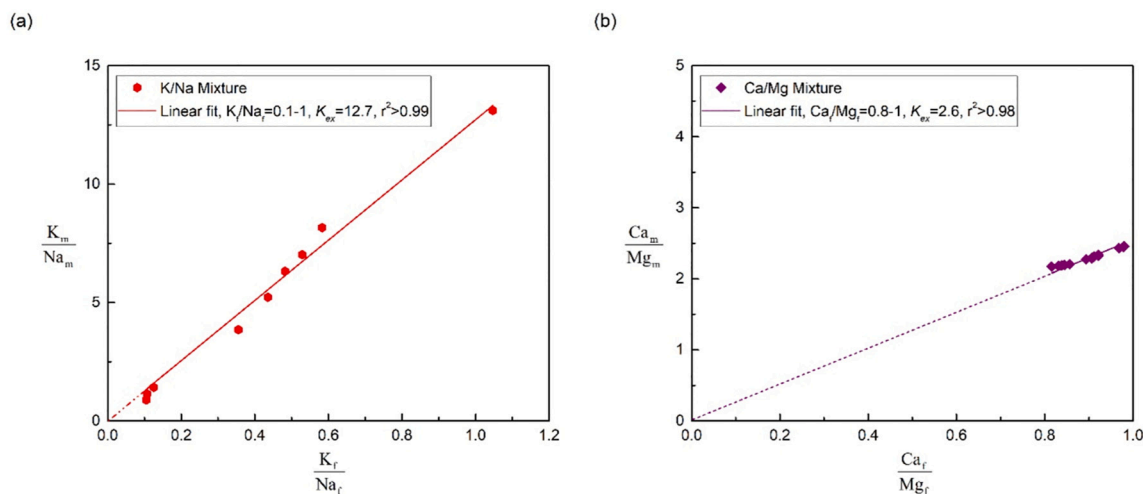 (a)
15
10
5
0
K/Na Mixture
Linear fit, Kf/Naf=0.1-1, Kex=12.7, r²>0.99
Km
Nam
0.0 0.2 0.4 0.6 0.8 1.0 1.2
Kf
Naf
(b)
5
4
3
2
1
0
Ca/Mg Mixture
Linear fit, Caf/Mgf=0.8-1, Kex=2.6, r²>0.98
Cam
Mgm
0.0 0.2 0.4 0.6 0.8 1.0
Caf
Mgf